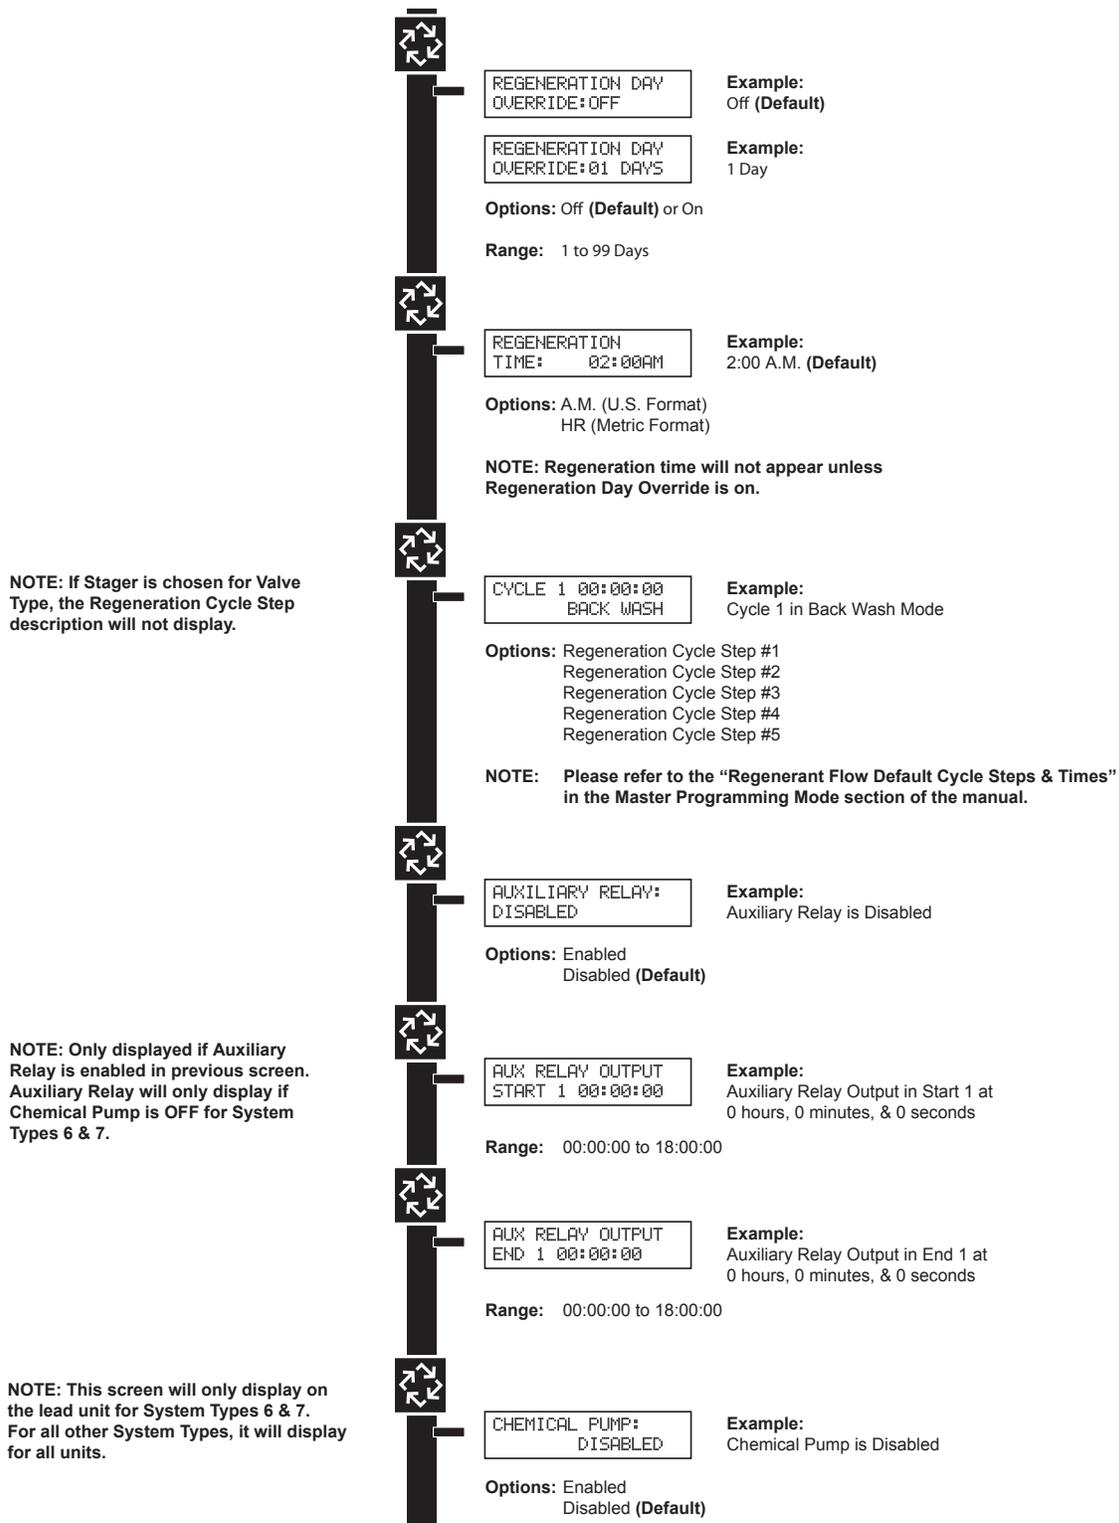 REGENERATION DAY
OVERRIDE:OFF
Example:
Off (Default)
REGENERATION DAY
OVERRIDE:01 DAYS
Example:
1 Day
Options: Off (Default) or On
Range: 1 to 99 Days
REGENERATION
TIME: 02:00AM
Example:
2:00 A.M. (Default)
Options: A.M. (U.S. Format)
HR (Metric Format)
NOTE: Regeneration time will not appear unless
Regeneration Day Override is on.
NOTE: If Stager is chosen for Valve
Type, the Regeneration Cycle Step
description will not display.
CYCLE 1 00:00:00
BACK WASH
Example:
Cycle 1 in Back Wash Mode
Options: Regeneration Cycle Step #1
Regeneration Cycle Step #2
Regeneration Cycle Step #3
Regeneration Cycle Step #4
Regeneration Cycle Step #5
NOTE: Please refer to the “Regenerant Flow Default Cycle Steps & Times”
in the Master Programming Mode section of the manual.
AUXILIARY RELAY:
DISABLED
Example:
Auxiliary Relay is Disabled
Options: Enabled
Disabled (Default)
NOTE: Only displayed if Auxiliary
Relay is enabled in previous screen.
Auxiliary Relay will only display if
Chemical Pump is OFF for System
Types 6 & 7.
AUX RELAY OUTPUT
START 1 00:00:00
Example:
Auxiliary Relay Output in Start 1 at
0 hours, 0 minutes, & 0 seconds
Range: 00:00:00 to 18:00:00
AUX RELAY OUTPUT
END 1 00:00:00
Example:
Auxiliary Relay Output in End 1 at
0 hours, 0 minutes, & 0 seconds
Range: 00:00:00 to 18:00:00
NOTE: This screen will only display on
the lead unit for System Types 6 & 7.
For all other System Types, it will display
for all units.
CHEMICAL PUMP:
DISABLED
Example:
Chemical Pump is Disabled
Options: Enabled
Disabled (Default)